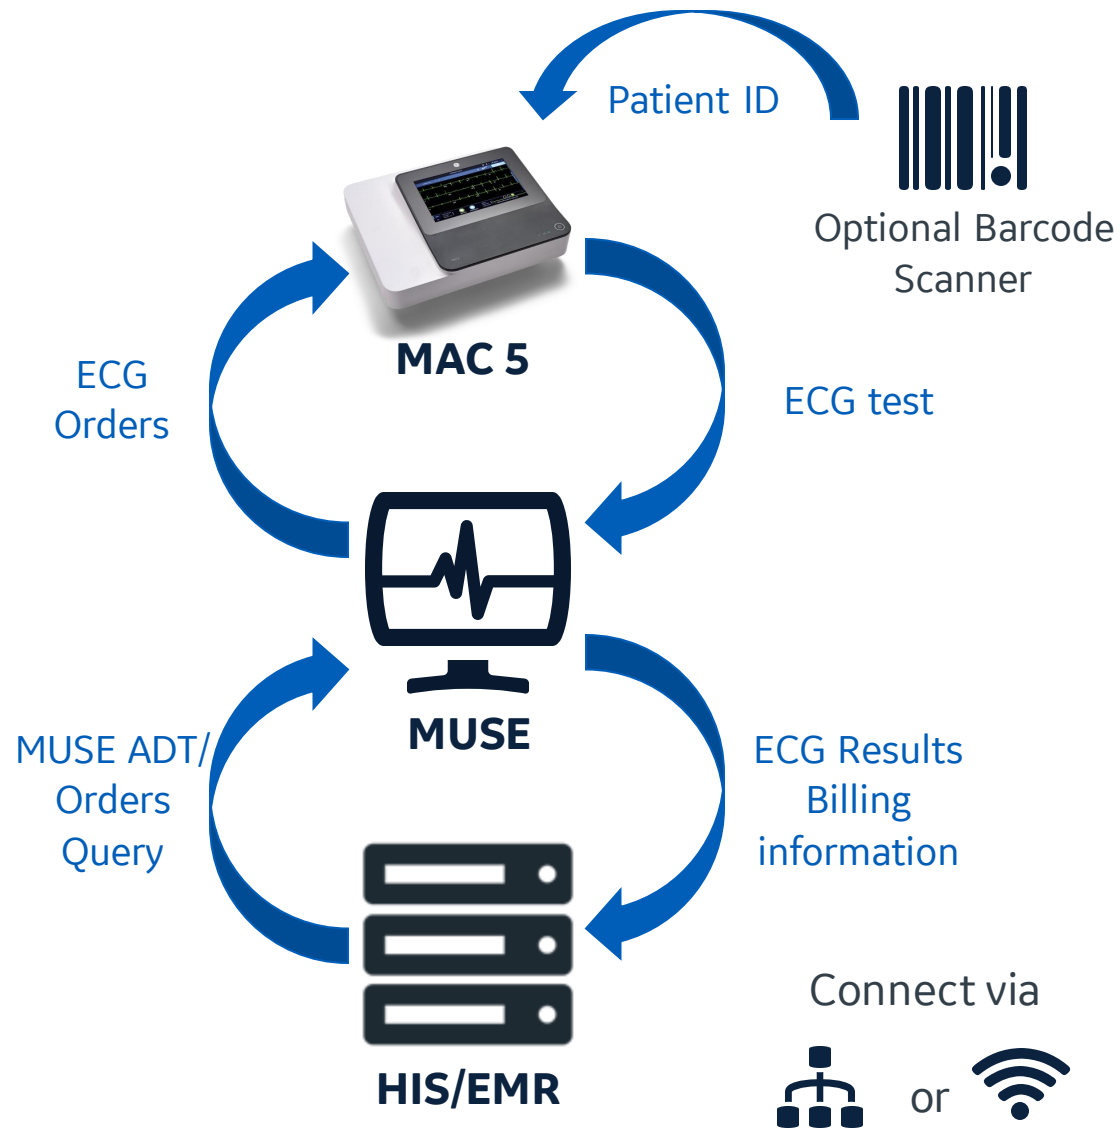 Patient ID
Optional Barcode
Scanner
MAC 5
ECG
Orders
ECG test
MUSE
MUSE ADT/
Orders
Query
ECG Results
Billing
information
HIS/EMR
Connect via
or